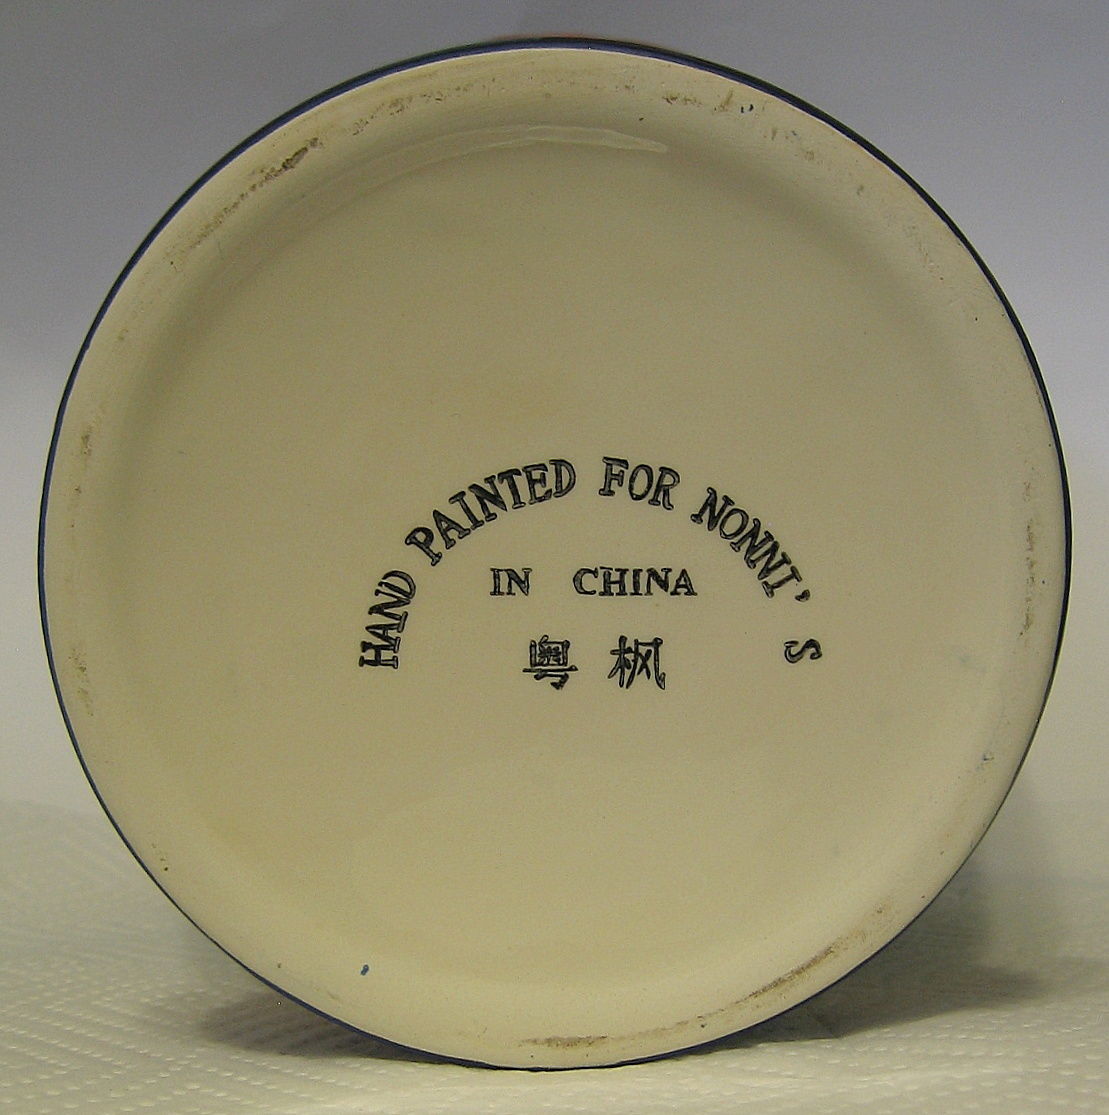 HAND PAINTED FOR NONNI'S
IN CHINA
粤枫